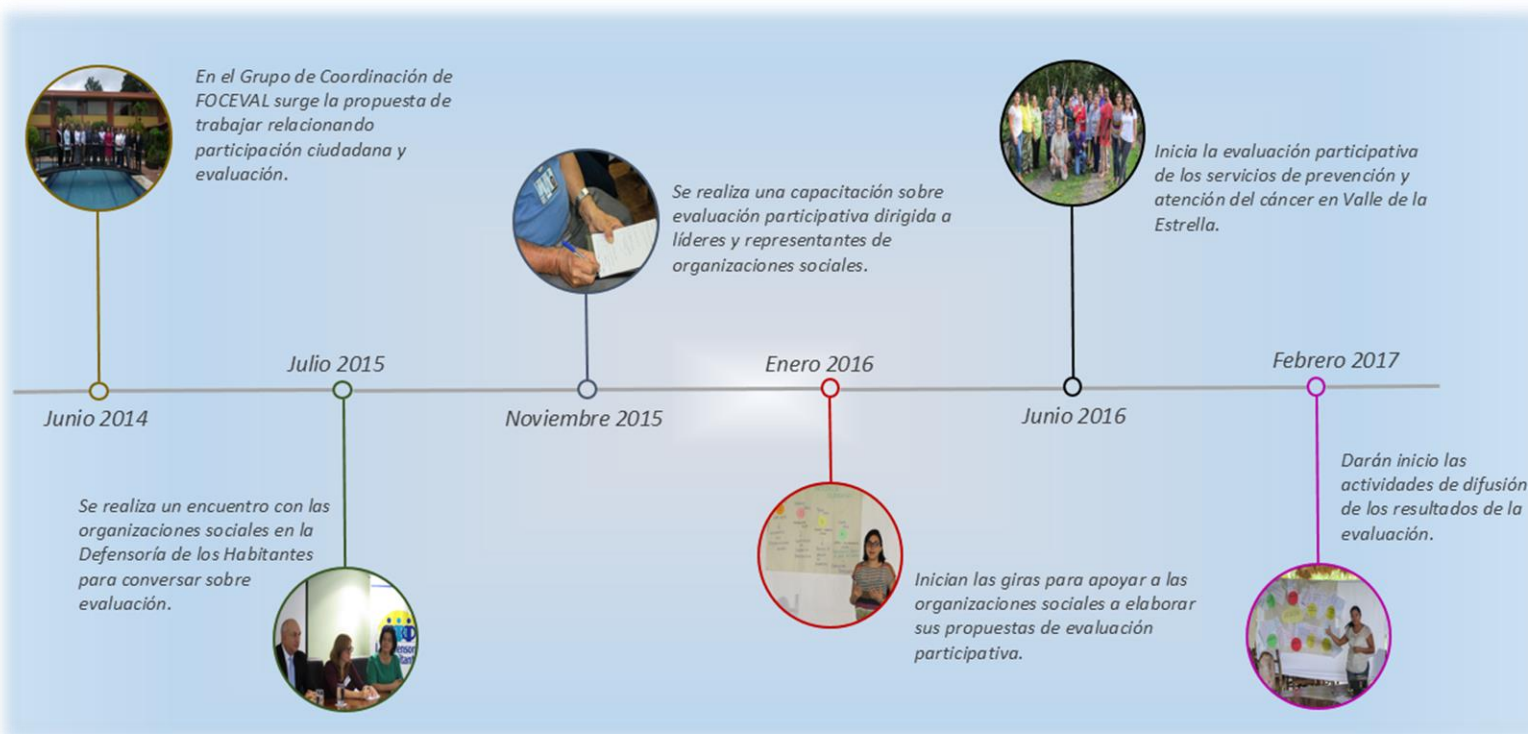 En el Grupo de Coordinación de
FOCEVAL surge la propuesta de
trabajar relacionando
participación ciudadana y
evaluación.
Junio 2014
Julio 2015
Se realiza un encuentro con las
organizaciones sociales en la
Defensoría de los Habitantes
para conversar sobre
evaluación.
Se realiza una capacitación sobre
evaluación participativa dirigida a
líderes y representantes de
organizaciones sociales.
Noviembre 2015
Enero 2016
Inician las giras para apoyar a las
organizaciones sociales a elaborar
sus propuestas de evaluación
participativa.
Inicia la evaluación participativa
de los servicios de prevención y
atención del cáncer en Valle de la
Estrella.
Junio 2016
Febrero 2017
Darán inicio las
actividades de difusión
de los resultados de la
evaluación.